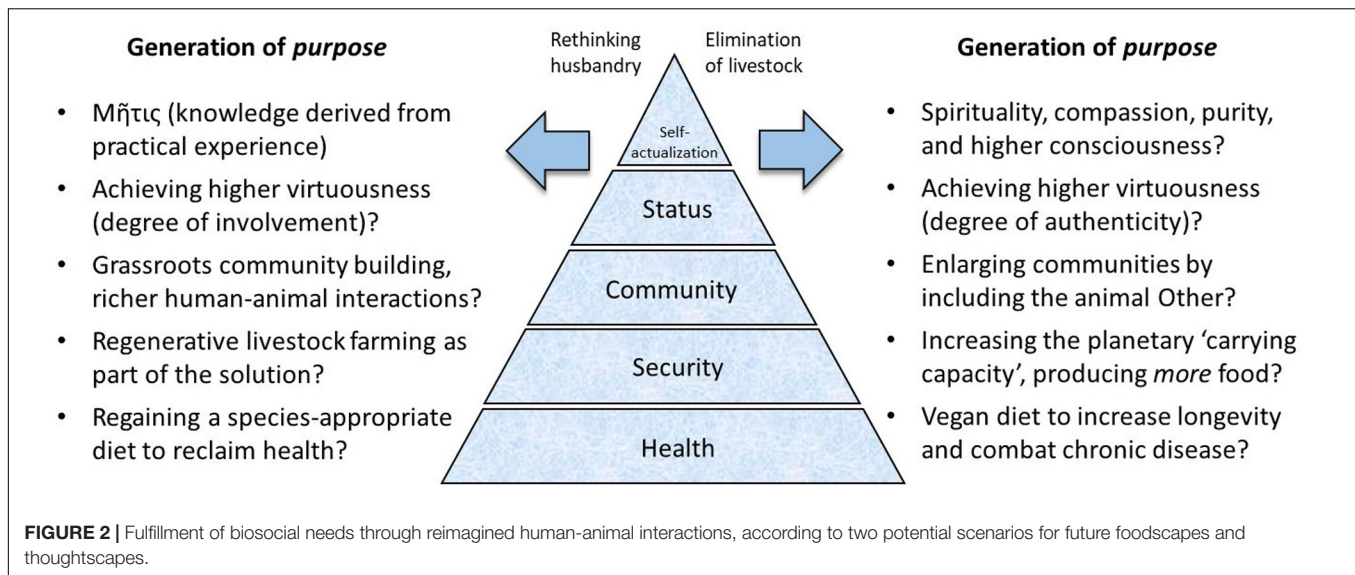 Generation of purpose
• Μῆτις (knowledge derived from
practical experience)
• Achieving higher virtuousness
(degree of involvement)?
• Grassroots community building,
richer human-animal interactions?
• Regenerative livestock farming as
part of the solution?
• Regaining a species-appropriate
diet to reclaim health?
Rethinking
husbandry
Elimination
of livestock
Self-
actualization
Status
Community
Security
Health
Generation of purpose
• Spirituality, compassion, purity,
and higher consciousness?
• Achieving higher virtuousness
(degree of authenticity)?
• Enlarging communities by
including the animal Other?
• Increasing the planetary ‘carrying
capacity’, producing more food?
• Vegan diet to increase longevity
and combat chronic disease?
FIGURE 2 | Fulfillment of biosocial needs through reimagined human-animal interactions, according to two potential scenarios for future foodscapes and
thoughtscapes.